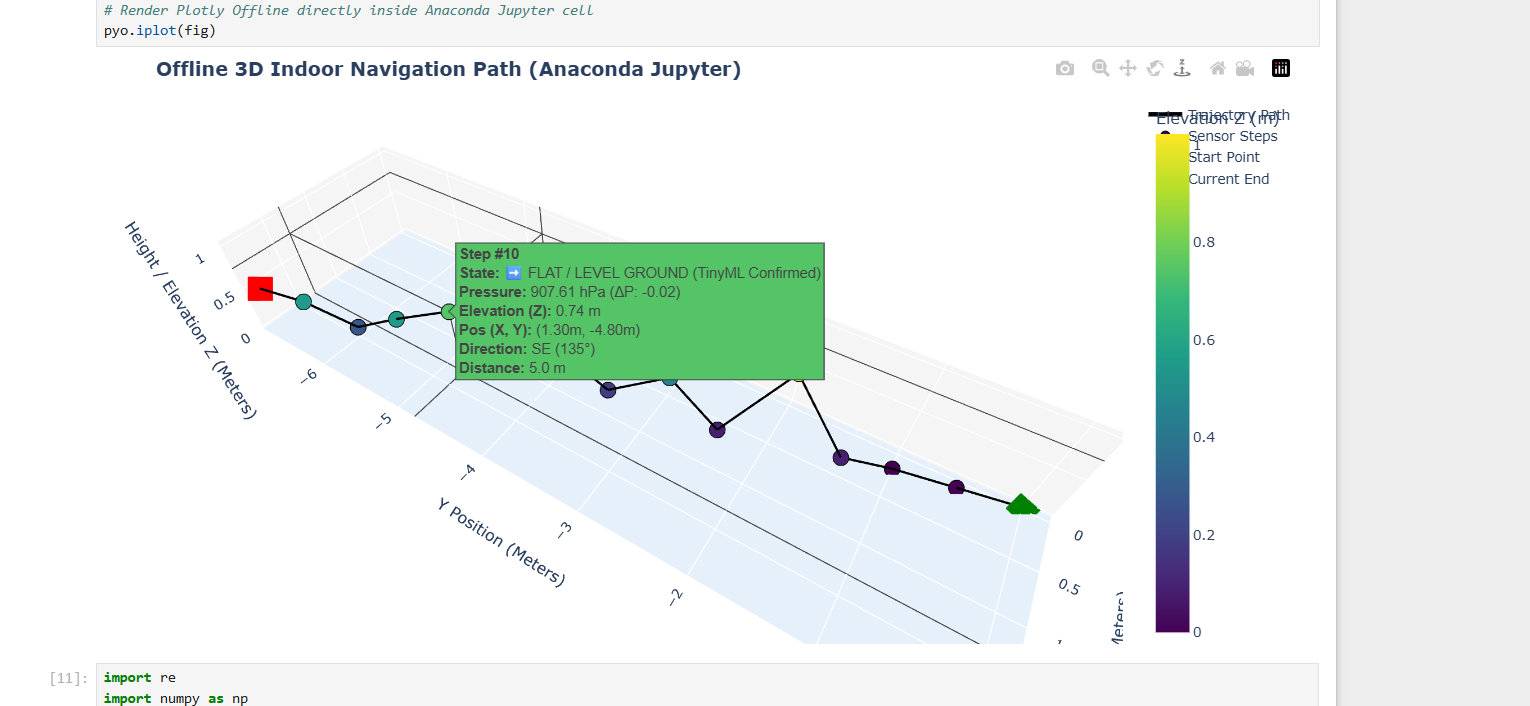 # Render Plotly Offline directly inside Anaconda Jupyter cell
pyo.iplot(fig)
Offline 3D Indoor Navigation Path (Anaconda Jupyter)
Trajectory Path
Elevation Z (m)
Sensor Steps
Start Point
Current End
1
0.8
0.6
0.4
0.2
0
Height / Elevation Z (Meters)
1
0.5
0
Step #10
State: ➡️ FLAT / LEVEL GROUND (TinyML Confirmed)
Pressure: 907.61 hPa (ΔP: -0.02)
Elevation (Z): 0.74 m
Pos (X, Y): (1.30m, -4.80m)
Direction: SE (135°)
Distance: 5.0 m
−6
−5
−4
−3
−2
Y Position (Meters)
0
0.5
Meters)
[11]:
import re
import numpy as np